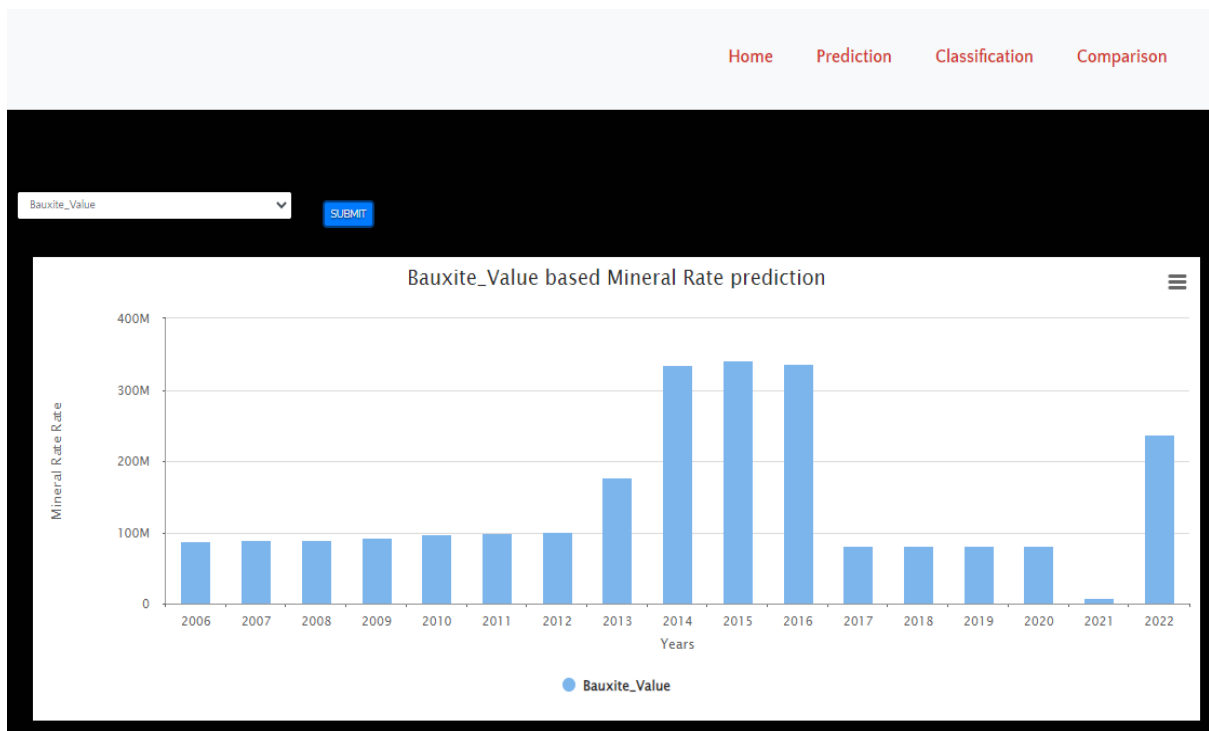 Home Prediction Classification Comparison
Bauxite_Value SUBMIT
Bauxite_Value based Mineral Rate prediction
400M
300M
Mineral Rate Rate
200M
100M
0
2006 2007 2008 2009 2010 2011 2012 2013 2014 2015 2016 2017 2018 2019 2020 2021 2022
Years
Bauxite_Value